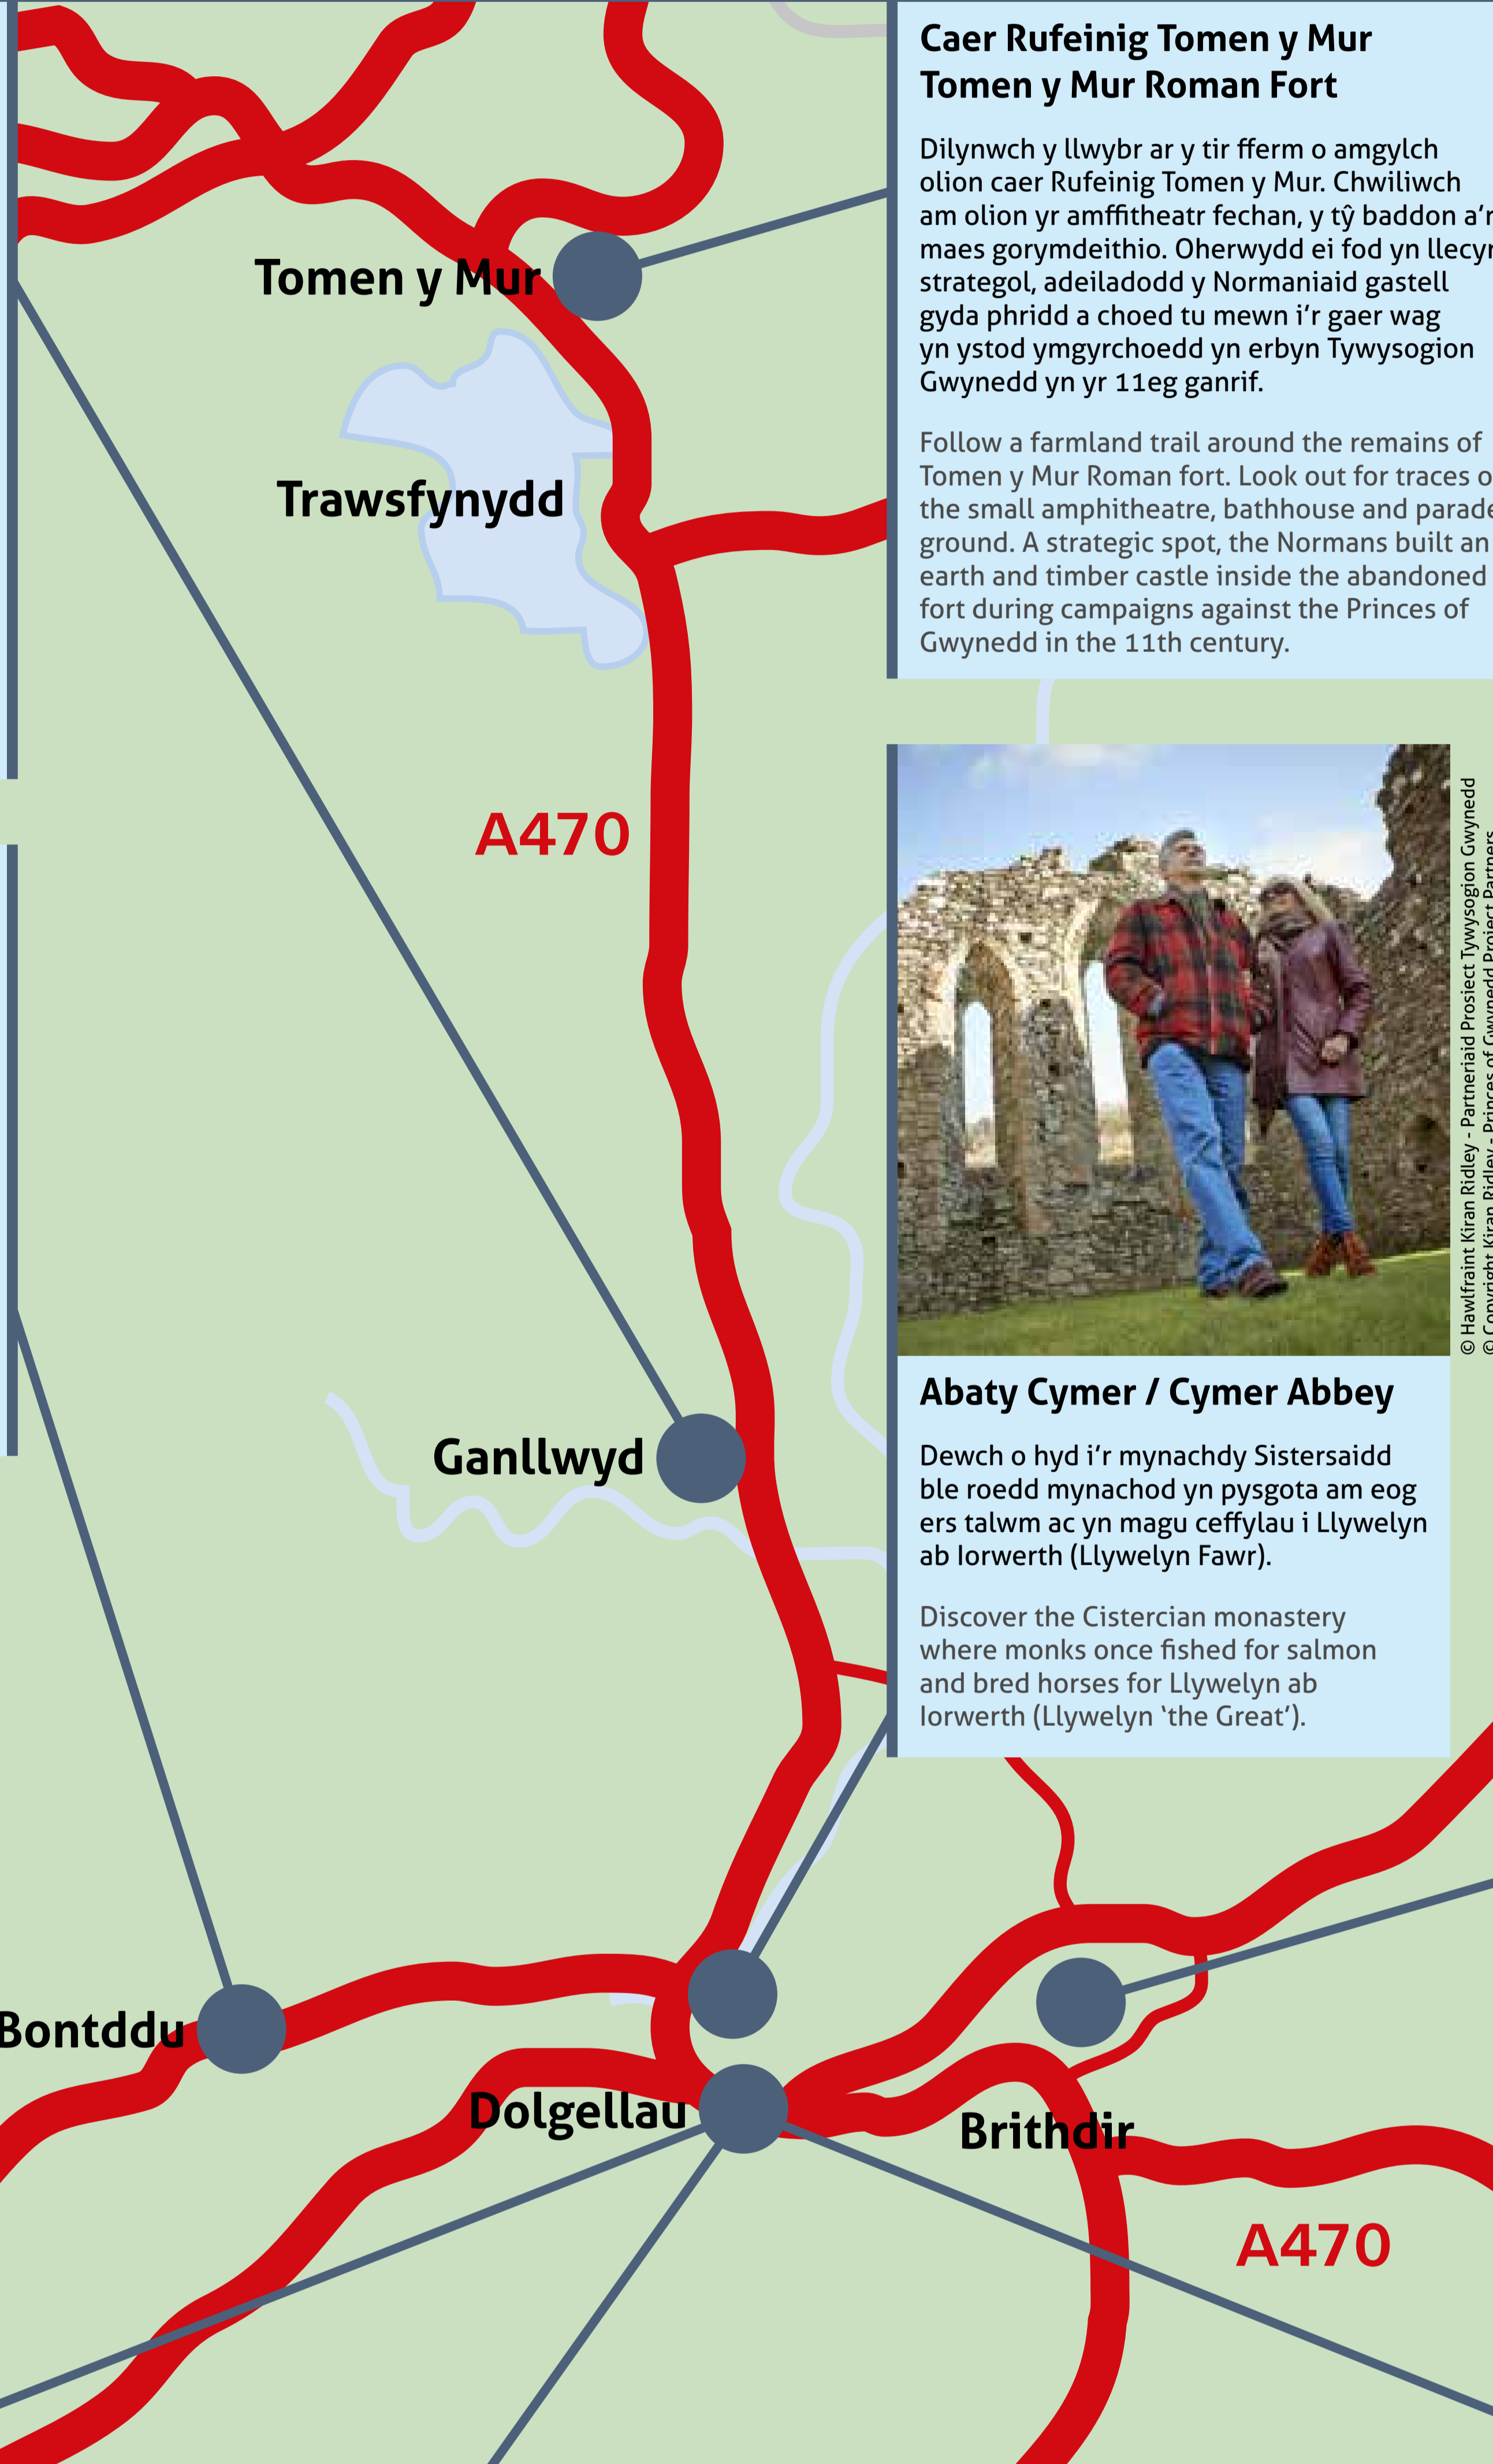 Caer Rufeinig Tomen y Mur
Tomen y Mur Roman Fort
Dilynwch y llwybr ar y tir fferm o amgylch
olion caer Rufeinig Tomen y Mur. Chwiliwch
am olion yr amffitheatr fechan, y tŷ baddon a'r
maes gorymdeithio. Oherwydd ei fod yn llecyn
strategol, adeiladodd y Normaniaid gastell
gyda phridd a choed tu mewn i'r gaer wag
yn ystod ymgyrchoedd yn erbyn Tywysogion
Gwynedd yn yr 11eg ganrif.
Follow a farmland trail around the remains of
Tomen y Mur Roman fort. Look out for traces o
the small amphitheatre, bathhouse and parade
ground. A strategic spot, the Normans built an
earth and timber castle inside the abandoned
fort during campaigns against the Princes of
Gwynedd in the 11th century.
Tomen y Mur
Trawsfynydd
A470
© Hawlfraint Kiran Ridley - Partneriaid Prosiect Tywysogion Gwynedd
© Copyright Kiran Ridley - Princes of Gwynedd Project Partners
Abaty Cymer / Cymer Abbey
Dewch o hyd i'r mynachdy Sistersaidd
ble roedd mynachod yn pysgota am eog
ers talwm ac yn magu ceffylau i Llywelyn
ab Iorwerth (Llywelyn Fawr).
Discover the Cistercian monastery
where monks once fished for salmon
and bred horses for Llywelyn ab
Iorwerth (Llywelyn 'the Great').
Ganllwyd
Bontddu
Dolgellau
Brithdir
A470